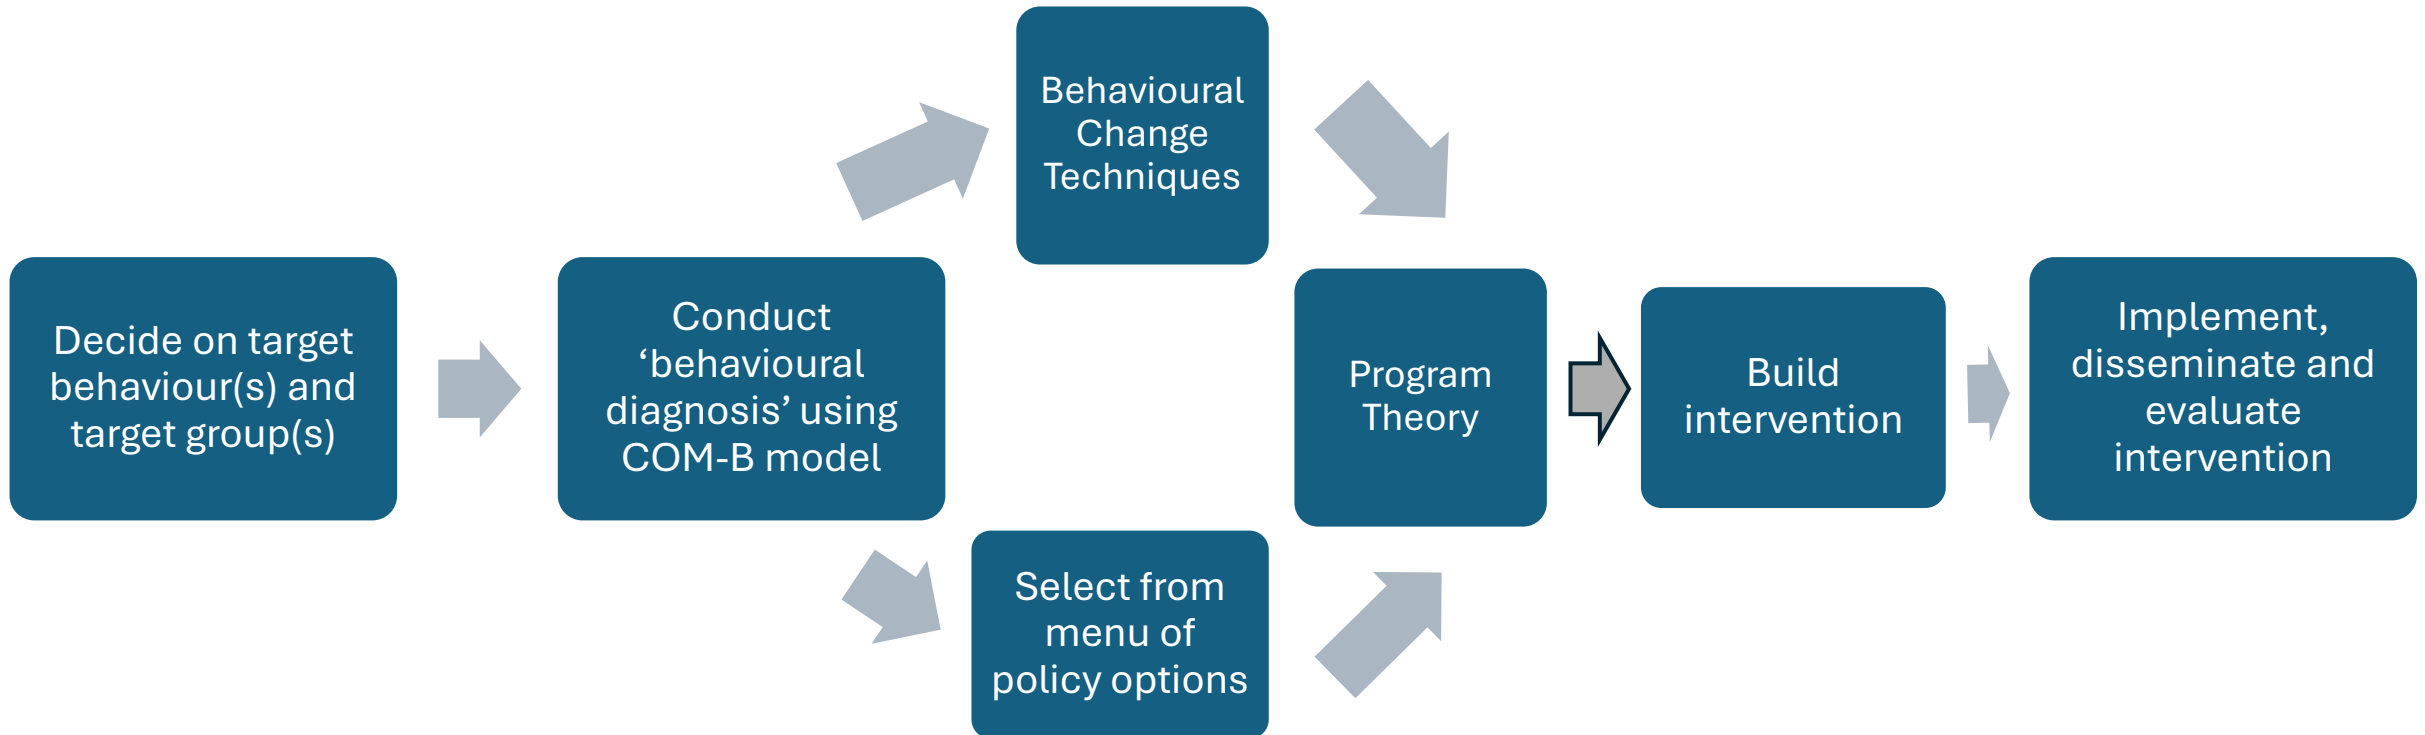 Decide on target
behaviour(s) and
target group(s)
Conduct
‘behavioural
diagnosis’ using
COM-B model
Behavioural
Change
Techniques
Select from
menu of
policy options
Program
Theory
Build
intervention
Implement,
disseminate and
evaluate
intervention